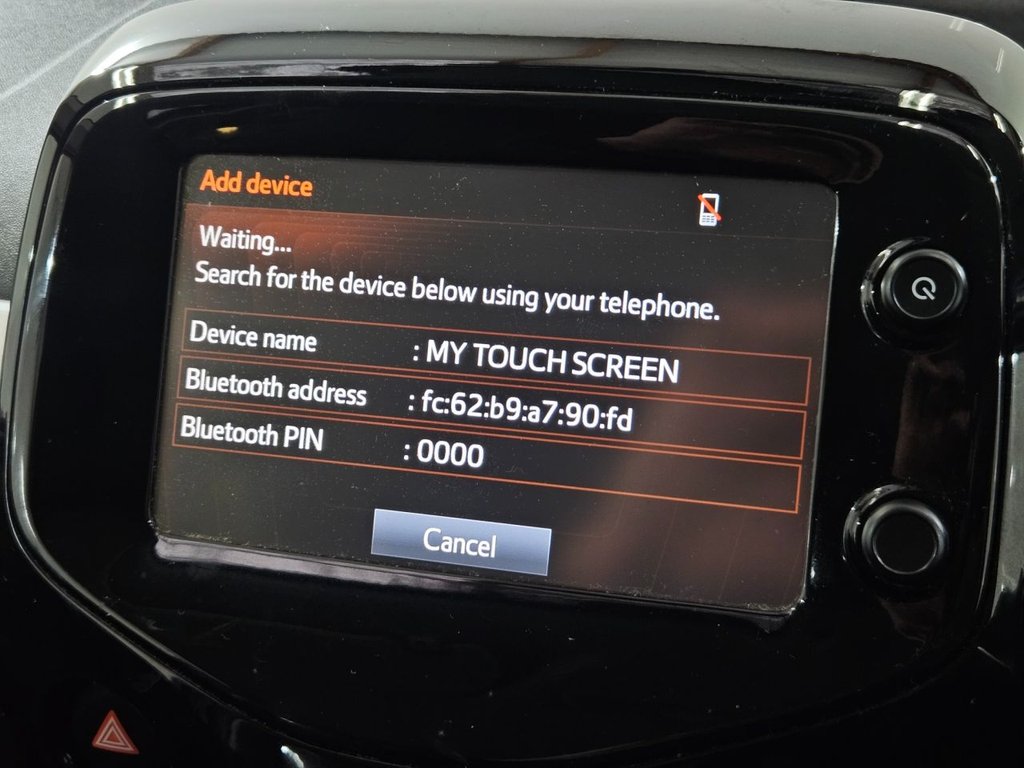 Add device
Waiting...
Search for the device below using your telephone.
Device name : MY TOUCH SCREEN
Bluetooth address : fc:62:b9:a7:90:fd
Bluetooth PIN : 0000
Cancel